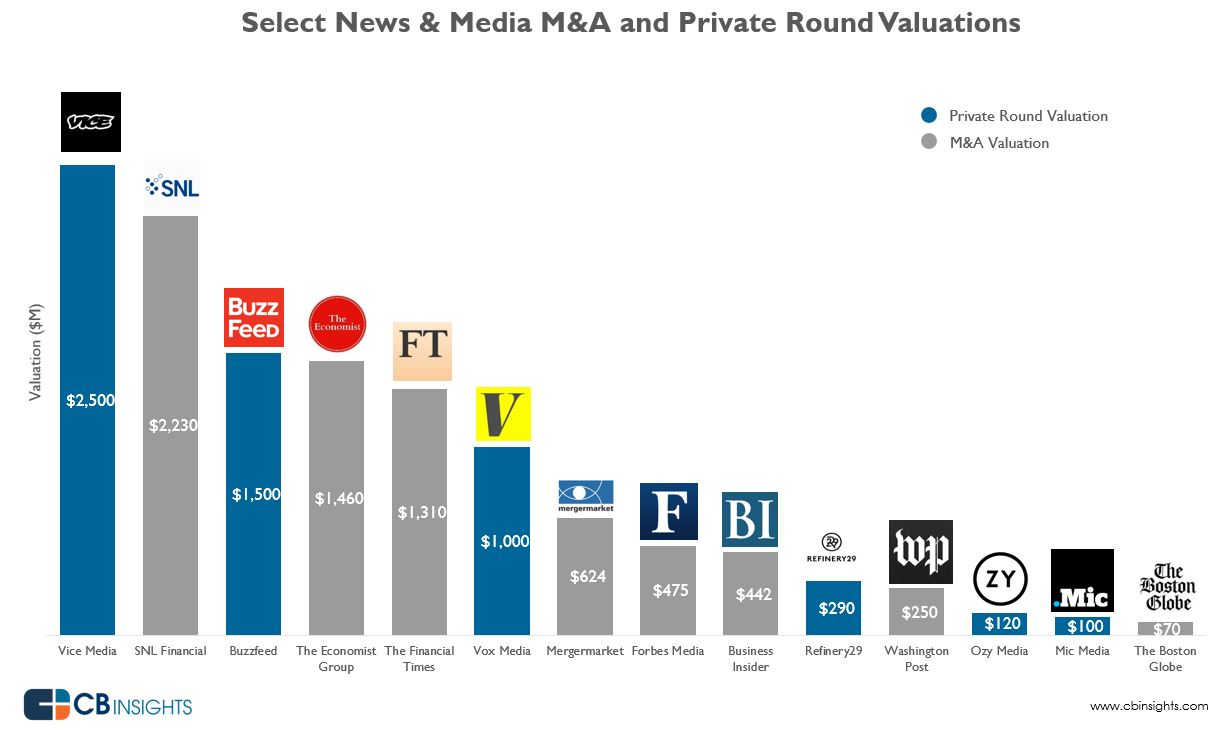 Select News & Media M&A and Private Round Valuations
Private Round Valuation
M&A Valuation
Valuation ($M)
VICE
SNL
Buzz
FeeD
The
Economist
FT
V
mergermarket
F
BI
REFINERY29
wp
OZY
.Mic
The
Boston
Globe
$2,500
$2,230
$1,500
$1,460
$1,310
$1,000
$624
$475
$442
$290
$250
$120
$100
$70
Vice Media
SNL Financial
Buzzfeed
The Economist
Group
The Financial
Times
Vox Media
Mergermarket
Forbes Media
Business
Insider
Refinery29
Washington
Post
Ozy Media
Mic Media
The Boston
Globe
CB INSIGHTS
www.cbinsights.com